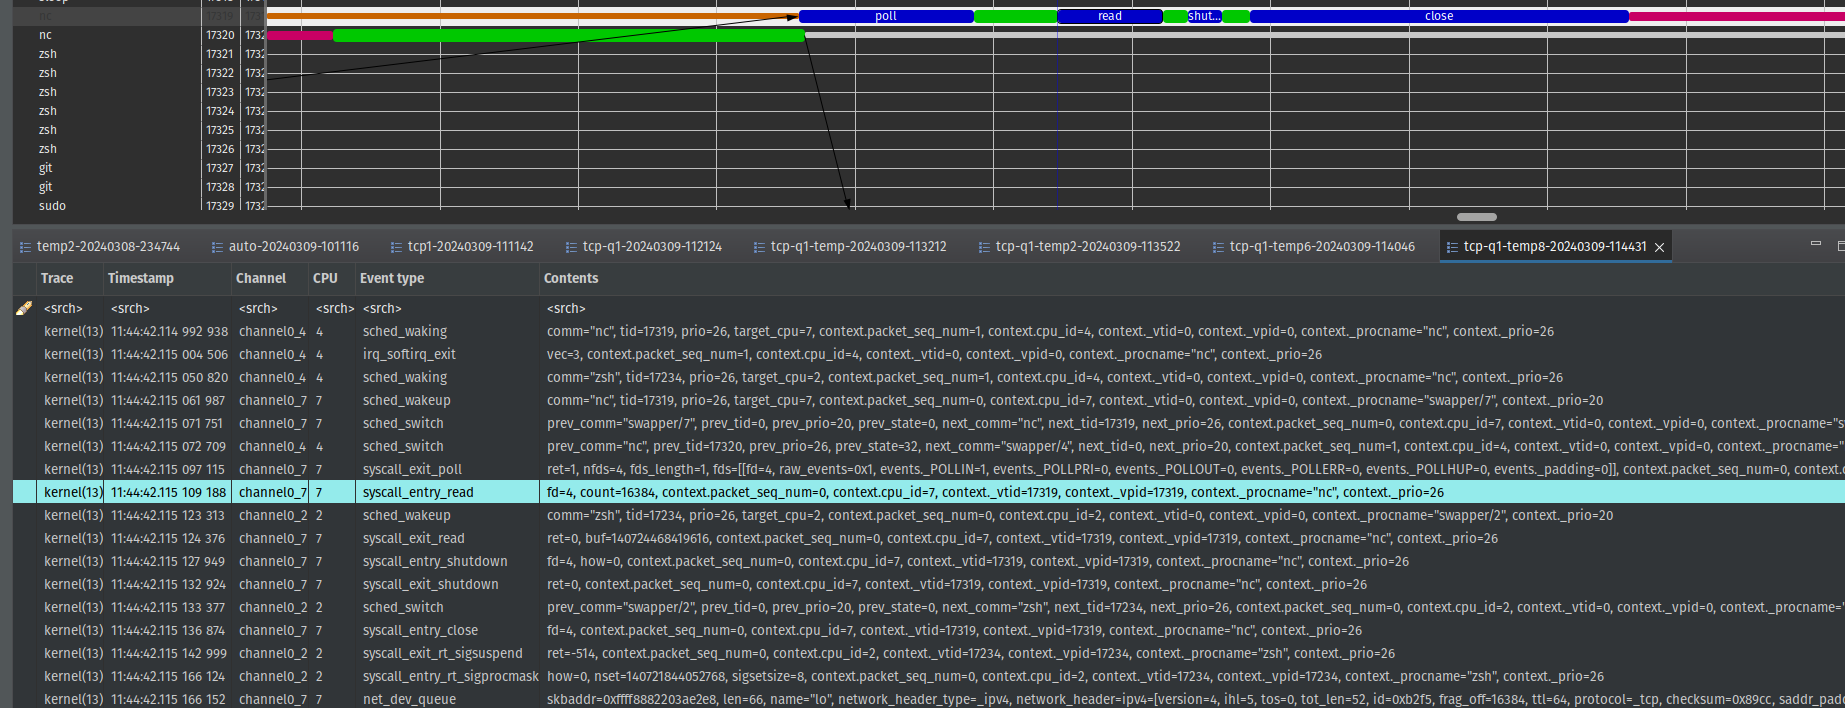 nc 17319 poll read shut... close
nc 17320 1732
zsh 17321 1732
zsh 17322 1732
zsh 17323 1732
zsh 17324 1732
zsh 17325 1732
zsh 17326 1732
git 17327 1732
git 17328 1732
sudo 17329 1732
temp2-20240308-234744 auto-20240309-101116 tcp1-20240309-111142 tcp-q1-20240309-112124 tcp-q1-temp-20240309-113212 tcp-q1-temp2-20240309-113522 tcp-q1-temp6-20240309-114046 tcp-q1-temp8-20240309-114431
Trace Timestamp Channel CPU Event type Contents
<srch> <srch> <srch> <srch> <srch> <srch>
kernel(13) 11:44:42.114 992 938 channel0_4 4 sched_waking comm="nc", tid=17319, prio=26, target_cpu=7, context.packet_seq_num=1, context.cpu_id=4, context._vtid=0, context._vpid=0, context._procname="nc", context._prio=26
kernel(13) 11:44:42.115 004 506 channel0_4 4 irq_softirq_exit vec=3, context.packet_seq_num=1, context.cpu_id=4, context._vtid=0, context._vpid=0, context._procname="nc", context._prio=26
kernel(13) 11:44:42.115 050 820 channel0_4 4 sched_waking comm="zsh", tid=17234, prio=26, target_cpu=2, context.packet_seq_num=1, context.cpu_id=4, context._vtid=0, context._vpid=0, context._procname="nc", context._prio=26
kernel(13) 11:44:42.115 061 987 channel0_7 7 sched_wakeup comm="nc", tid=17319, prio=26, target_cpu=7, context.packet_seq_num=0, context.cpu_id=7, context._vtid=0, context._vpid=0, context._procname="swapper/7", context._prio=20
kernel(13) 11:44:42.115 071 751 channel0_7 7 sched_switch prev_comm="swapper/7", prev_tid=0, prev_prio=20, prev_state=0, next_comm="nc", next_tid=17319, next_prio=26, context.packet_seq_num=0, context.cpu_id=7, context._vtid=0, context._vpid=0, context._procname="s
kernel(13) 11:44:42.115 072 709 channel0_4 4 sched_switch prev_comm="nc", prev_tid=17320, prev_prio=26, prev_state=32, next_comm="swapper/4", next_tid=0, next_prio=20, context.packet_seq_num=1, context.cpu_id=4, context._vtid=0, context._vpid=0, context._procname="
kernel(13) 11:44:42.115 097 115 channel0_7 7 syscall_exit_poll ret=1, nfds=4, fds_length=1, fds=[[fd=4, raw_events=0x1, events._POLLIN=1, events._POLLPRI=0, events._POLLOUT=0, events._POLLERR=0, events._POLLHUP=0, events._padding=0]], context.packet_seq_num=0, context.c
kernel(13) 11:44:42.115 109 188 channel0_7 7 syscall_entry_read fd=4, count=16384, context.packet_seq_num=0, context.cpu_id=7, context._vtid=17319, context._vpid=17319, context._procname="nc", context._prio=26
kernel(13) 11:44:42.115 123 313 channel0_2 2 sched_wakeup comm="zsh", tid=17234, prio=26, target_cpu=2, context.packet_seq_num=0, context.cpu_id=2, context._vtid=0, context._vpid=0, context._procname="swapper/2", context._prio=20
kernel(13) 11:44:42.115 124 376 channel0_7 7 syscall_exit_read ret=0, buf=140724468419616, context.packet_seq_num=0, context.cpu_id=7, context._vtid=17319, context._vpid=17319, context._procname="nc", context._prio=26
kernel(13) 11:44:42.115 127 949 channel0_7 7 syscall_entry_shutdown fd=4, how=0, context.packet_seq_num=0, context.cpu_id=7, context._vtid=17319, context._vpid=17319, context._procname="nc", context._prio=26
kernel(13) 11:44:42.115 132 924 channel0_7 7 syscall_exit_shutdown ret=0, context.packet_seq_num=0, context.cpu_id=7, context._vtid=17319, context._vpid=17319, context._procname="nc", context._prio=26
kernel(13) 11:44:42.115 133 377 channel0_2 2 sched_switch prev_comm="swapper/2", prev_tid=0, prev_prio=20, prev_state=0, next_comm="zsh", next_tid=17234, next_prio=26, context.packet_seq_num=0, context.cpu_id=2, context._vtid=0, context._vpid=0, context._procname="
kernel(13) 11:44:42.115 136 874 channel0_7 7 syscall_entry_close fd=4, context.packet_seq_num=0, context.cpu_id=7, context._vtid=17319, context._vpid=17319, context._procname="nc", context._prio=26
kernel(13) 11:44:42.115 142 999 channel0_2 2 syscall_exit_rt_sigsuspend ret=-514, context.packet_seq_num=0, context.cpu_id=2, context._vtid=17234, context._vpid=17234, context._procname="zsh", context._prio=26
kernel(13) 11:44:42.115 166 124 channel0_2 2 syscall_entry_rt_sigprocmask how=0, nset=140721844052768, sigsetsize=8, context.packet_seq_num=0, context.cpu_id=2, context._vtid=17234, context._vpid=17234, context._procname="zsh", context._prio=26
kernel(13) 11:44:42.115 166 152 channel0_7 7 net_dev_queue skbaddr=0xffff8882203ae2e8, len=66, name="lo", network_header_type=_ipv4, network_header=ipv4=[version=4, ihl=5, tos=0, tot_len=52, id=0xb2f5, frag_off=16384, ttl=64, protocol=_tcp, checksum=0x89cc, saddr_pad